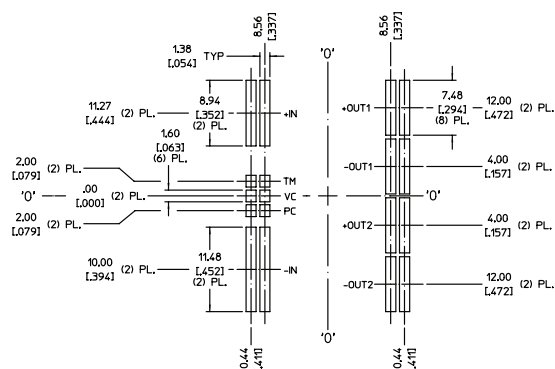 8.56
[.337]
8.56
[.337]
1.38
[.054]
TYP
'0'
11.27
[.444]
(2) PL.
8.94
[.352]
(2) PL.
+IN
+OUT1
7.48
[.294]
(8) PL.
12.00
[.472]
(2) PL.
1.60
[.063]
(6) PL.
2.00
[.079]
(2) PL.
TM
-OUT1
4.00
[.157]
(2) PL.
'0'
.00
[.000]
(2) PL.
VC
'0'
2.00
[.079]
(2) PL.
PC
+OUT2
4.00
[.157]
(2) PL.
10.00
[.394]
(2) PL.
11.48
[.452]
(2) PL.
-IN
-OUT2
12.00
[.472]
(2) PL.
'0'
0.44
.411]
0.44
.411]